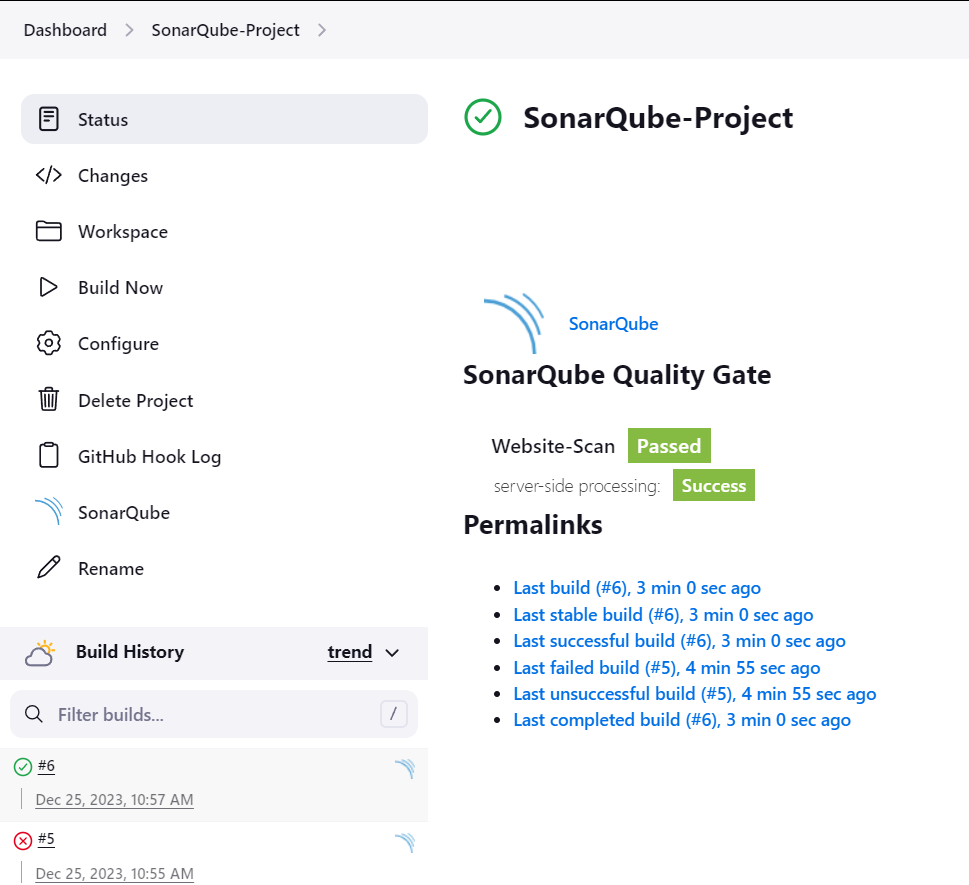 Dashboard > SonarQube-Project >
Status
Changes
Workspace
Build Now
Configure
Delete Project
GitHub Hook Log
SonarQube
Rename
Build History trend
Filter builds... /
#6
Dec 25, 2023, 10:57 AM
#5
Dec 25, 2023, 10:55 AM
SonarQube-Project
SonarQube
SonarQube Quality Gate
Website-Scan Passed
server-side processing: Success
Permalinks
Last build (#6), 3 min 0 sec ago
Last stable build (#6), 3 min 0 sec ago
Last successful build (#6), 3 min 0 sec ago
Last failed build (#5), 4 min 55 sec ago
Last unsuccessful build (#5), 4 min 55 sec ago
Last completed build (#6), 3 min 0 sec ago